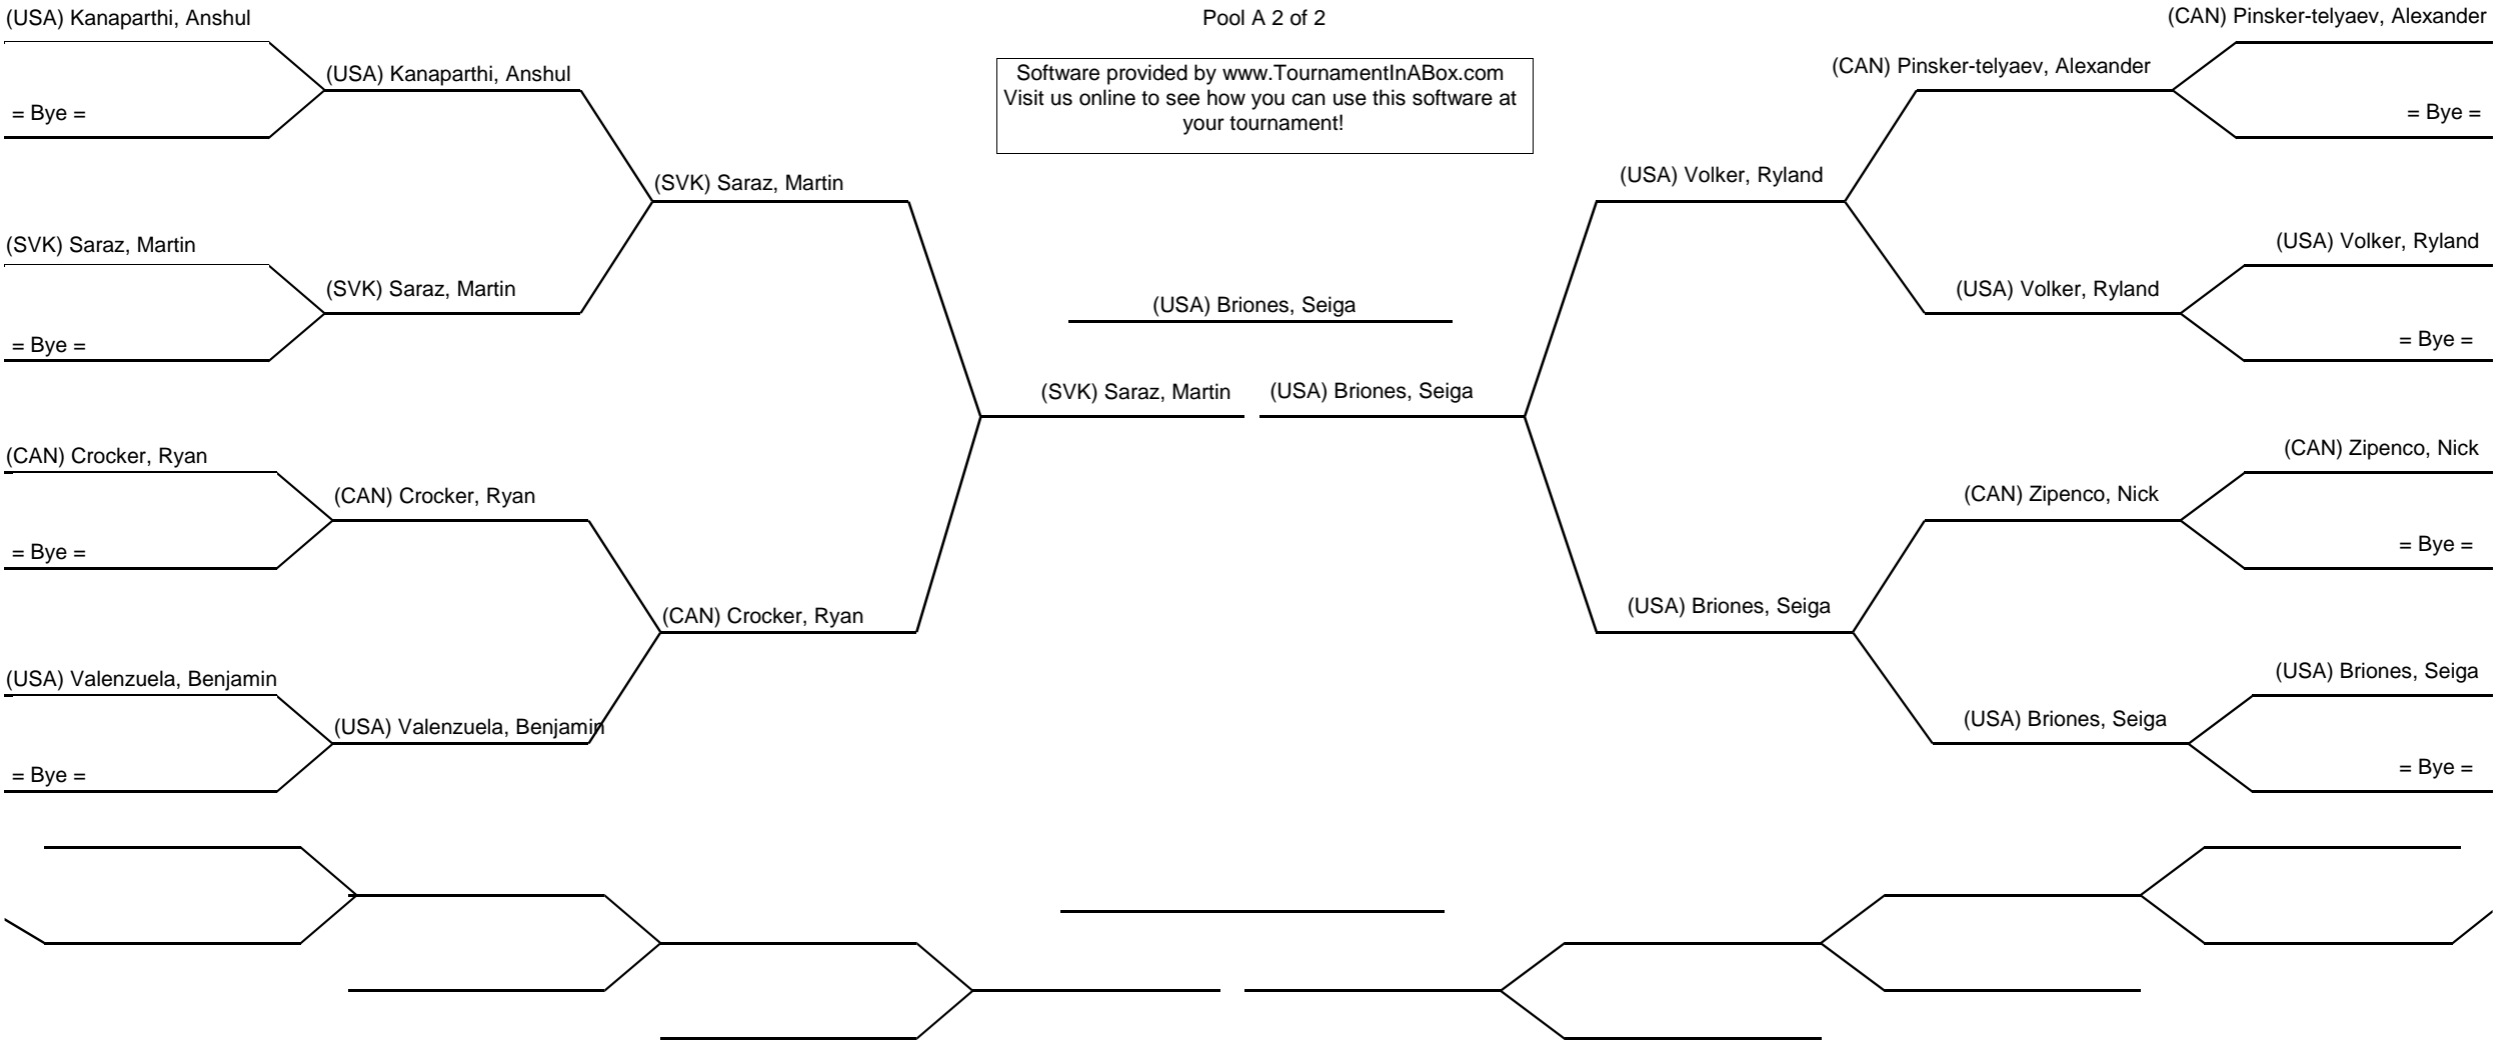 (USA) Kanaparthi, Anshul
Pool A 2 of 2
(CAN) Pinsker-telyaev, Alexander
Software provided by www.TournamentInABox.com
Visit us online to see how you can use this software at
your tournament!
(USA) Kanaparthi, Anshul
(CAN) Pinsker-telyaev, Alexander
= Bye =
= Bye =
(SVK) Saraz, Martin
(USA) Volker, Ryland
(SVK) Saraz, Martin
(USA) Volker, Ryland
(SVK) Saraz, Martin
(USA) Volker, Ryland
(USA) Briones, Seiga
= Bye =
= Bye =
(SVK) Saraz, Martin
(USA) Briones, Seiga
(CAN) Crocker, Ryan
(CAN) Zipenco, Nick
(CAN) Crocker, Ryan
(CAN) Zipenco, Nick
= Bye =
= Bye =
(CAN) Crocker, Ryan
(USA) Briones, Seiga
(USA) Valenzuela, Benjamin
(USA) Briones, Seiga
(USA) Valenzuela, Benjamin
(USA) Briones, Seiga
= Bye =
= Bye =